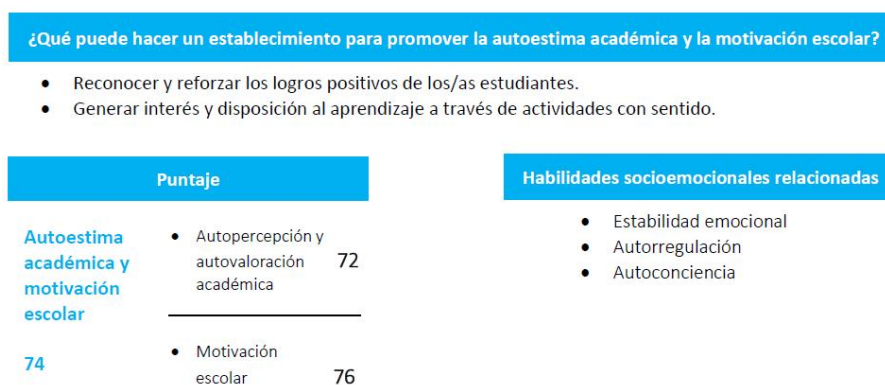 ¿Qué puede hacer un establecimiento para promover la autoestima académica y la motivación escolar?
• Reconocer y reforzar los logros positivos de los/as estudiantes.
• Generar interés y disposición al aprendizaje a través de actividades con sentido.
Puntaje
Autoestima
académica y
motivación
escolar
74
• Autopercepción y
autovaloración 72
académica
• Motivación
escolar 76
Habilidades socioemocionales relacionadas
• Estabilidad emocional
• Autorregulación
• Autoconciencia